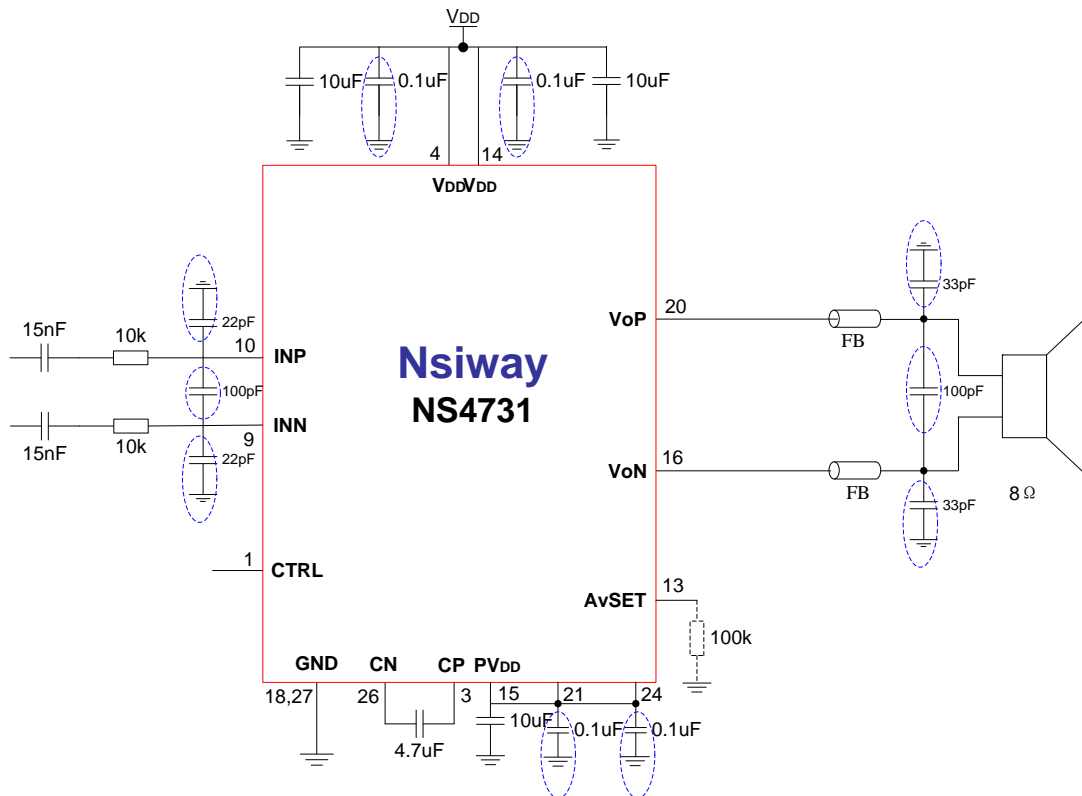 VDD
10uF
0.1uF
0.1uF
10uF
4
14
VDDVDD
22pF
15nF
10k
10
INP
100pF
INN
9
15nF
10k
22pF
Nsiway
NS4731
VoP
20
FB
33pF
100pF
VoN
16
FB
33pF
8 Ω
1
CTRL
AvSET
13
100k
GND
CN
CP
PVDD
18,27
26
3
15
21
24
4.7uF
10uF
0.1uF
0.1uF